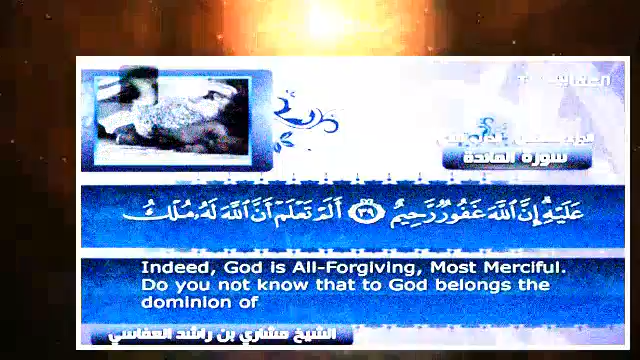 العفاسي
سورة المائدة
عَلَيْهِ إِنَّ اللَّهَ غَفُورٌ رَّحِيمٌ ﴿٣٩﴾ أَلَمْ تَعْلَمْ أَنَّ اللَّهَ لَهُ مُلْكُ
Indeed, God is All-Forgiving, Most Merciful.
Do you not know that to God belongs the
dominion of
الشيخ مشاري بن راشد العفاسي